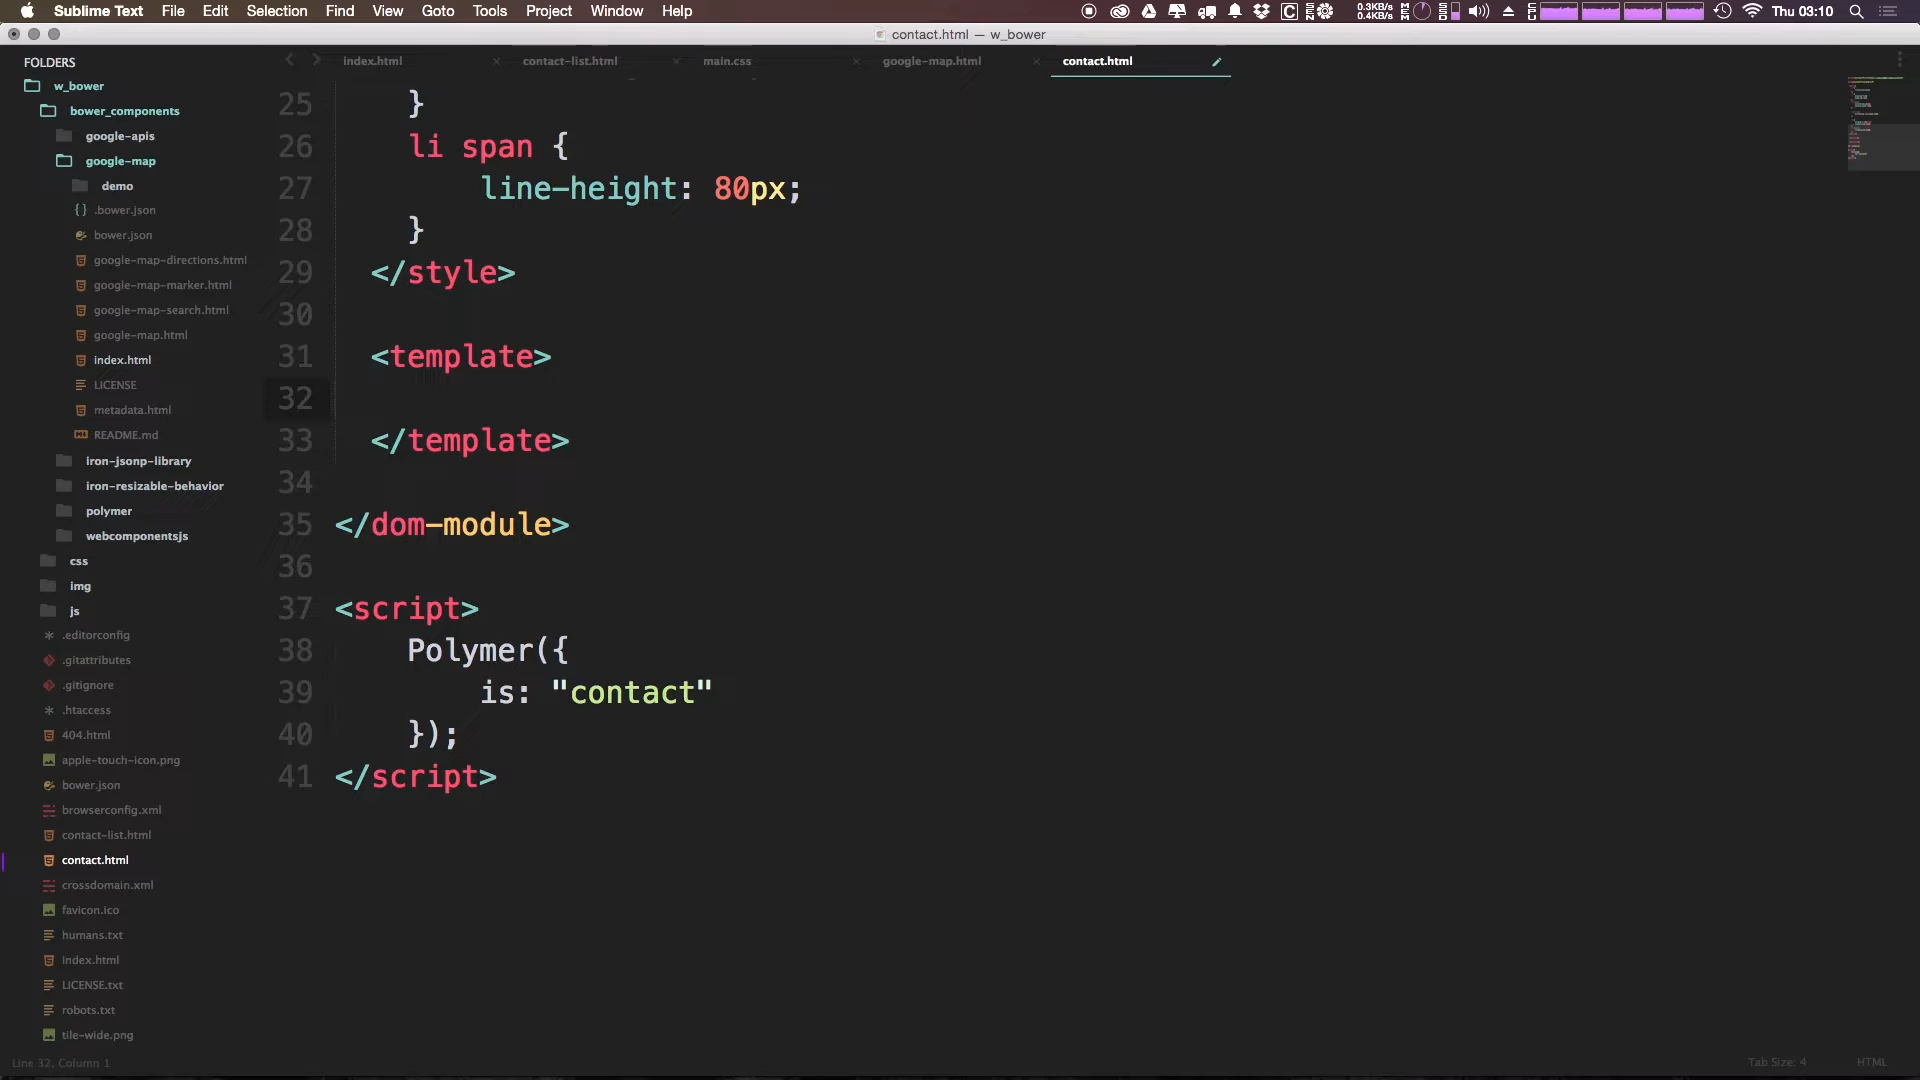 Sublime Text File Edit Selection Find View Goto Tools Project Window Help
0.3KB/s
0.4KB/s
Thu 03:10
contact.html — w_bower
FOLDERS
w_bower
bower_components
google-apis
google-map
demo
.bower.json
bower.json
google-map-directions.html
google-map-marker.html
google-map-search.html
google-map.html
index.html
LICENSE
metadata.html
README.md
iron-jsonp-library
iron-resizable-behavior
polymer
webcomponentsjs
css
img
js
.editorconfig
.gitattributes
.gitignore
.htaccess
404.html
apple-touch-icon.png
bower.json
browserconfig.xml
contact-list.html
contact.html
crossdomain.xml
favicon.ico
humans.txt
index.html
LICENSE.txt
robots.txt
tile-wide.png
index.html contact-list.html main.css google-map.html contact.html
25 }
26 li span {
27 line-height: 80px;
28 }
29 </style>
30
31 <template>
32
33 </template>
34
35 </dom-module>
36
37 <script>
38 Polymer({
39 is: "contact"
40 });
41 </script>
Line 32, Column 1
Tab Size: 4 HTML